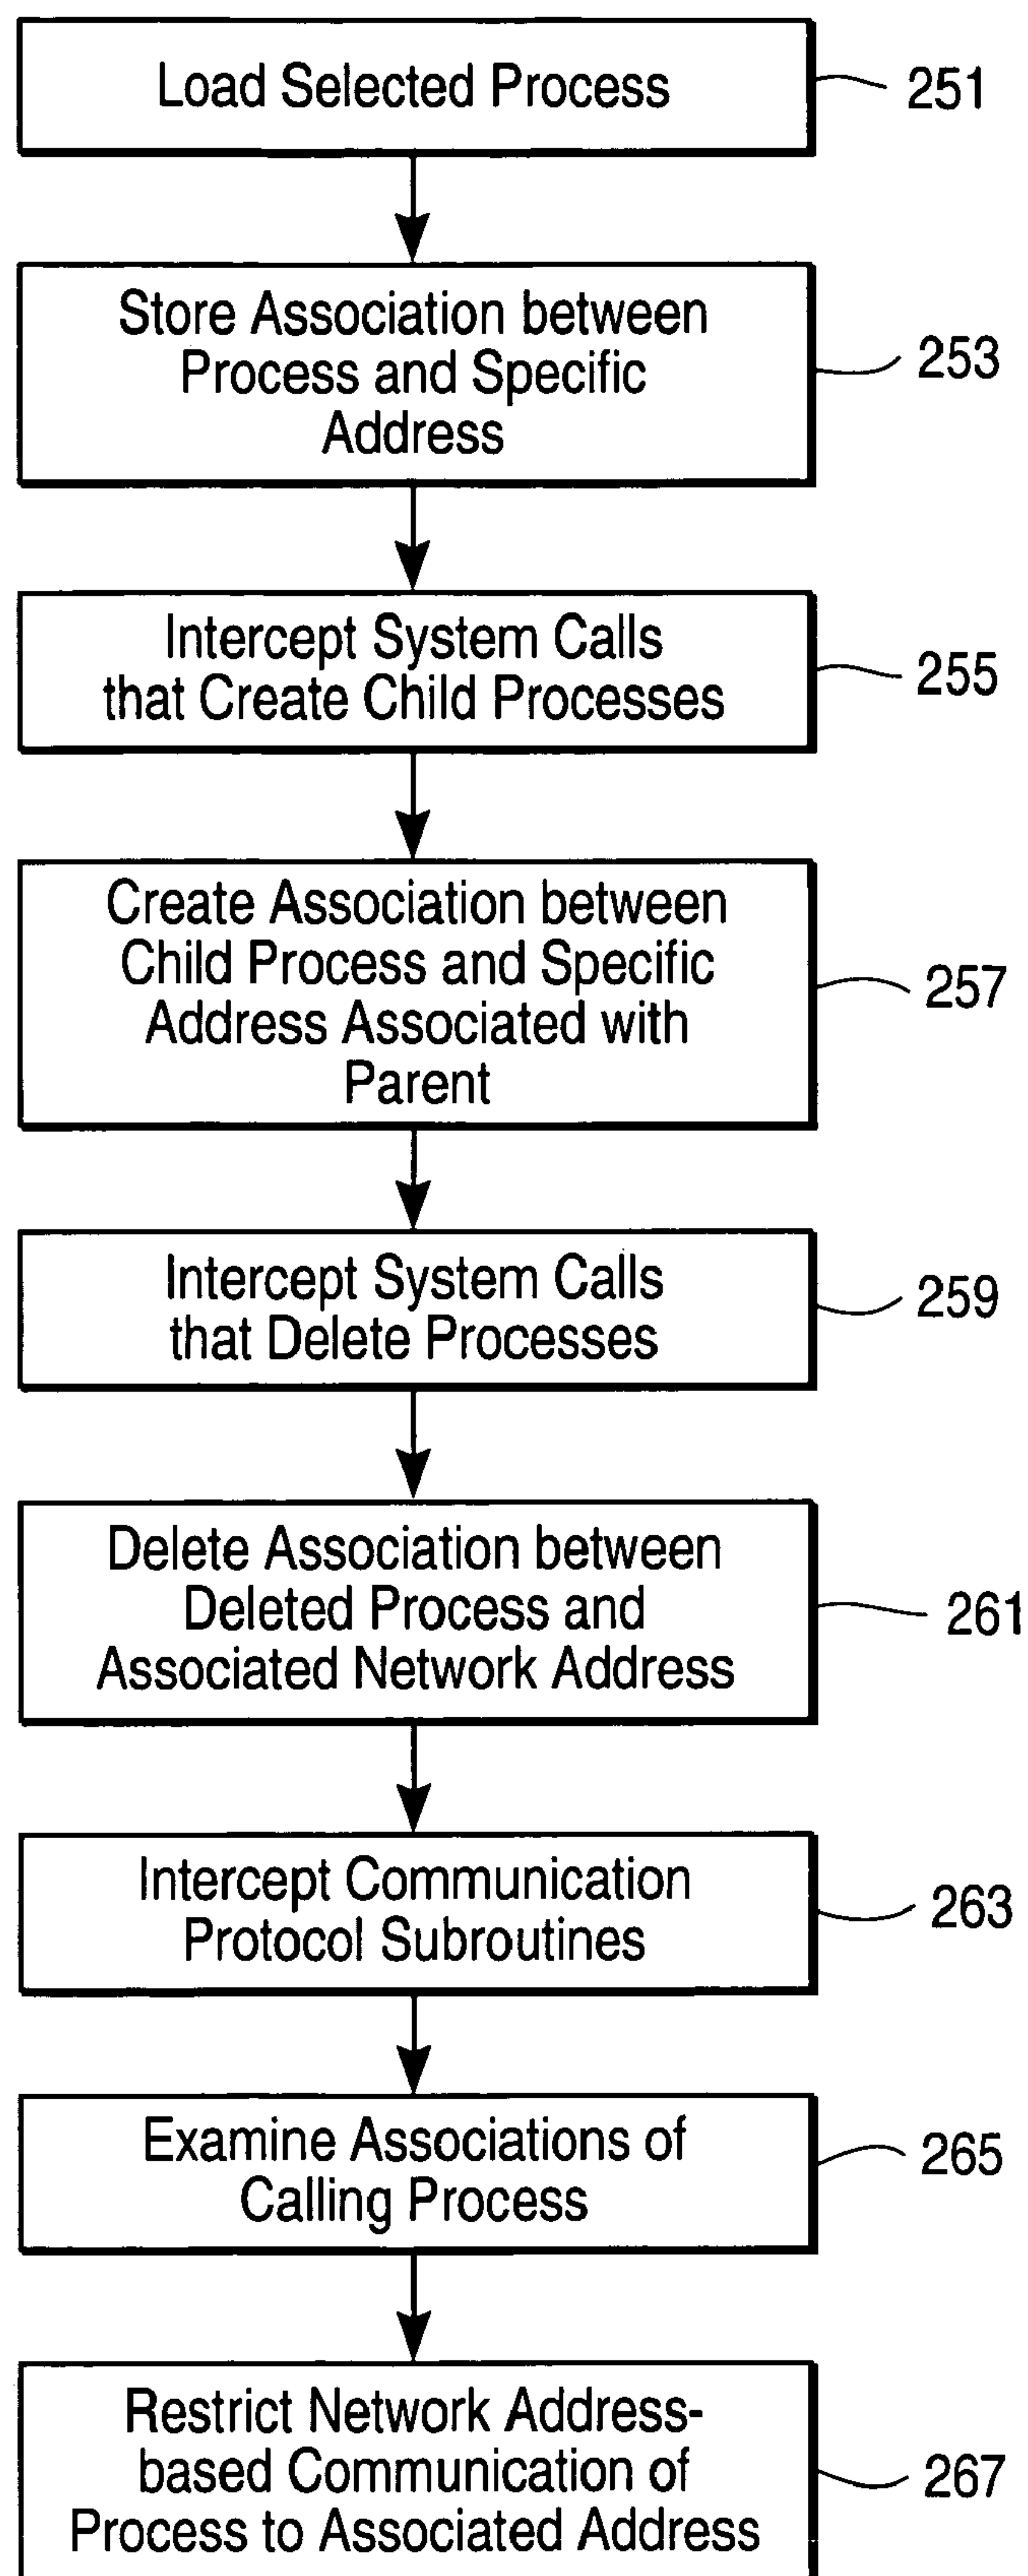 Load Selected Process
251
Store Association between
Process and Specific
Address
253
Intercept System Calls
that Create Child Processes
255
Create Association between
Child Process and Specific
Address Associated with
Parent
257
Intercept System Calls
that Delete Processes
259
Delete Association between
Deleted Process and
Associated Network Address
261
Intercept Communication
Protocol Subroutines
263
Examine Associations of
Calling Process
265
Restrict Network Address-
based Communication of
Process to Associated Address
267